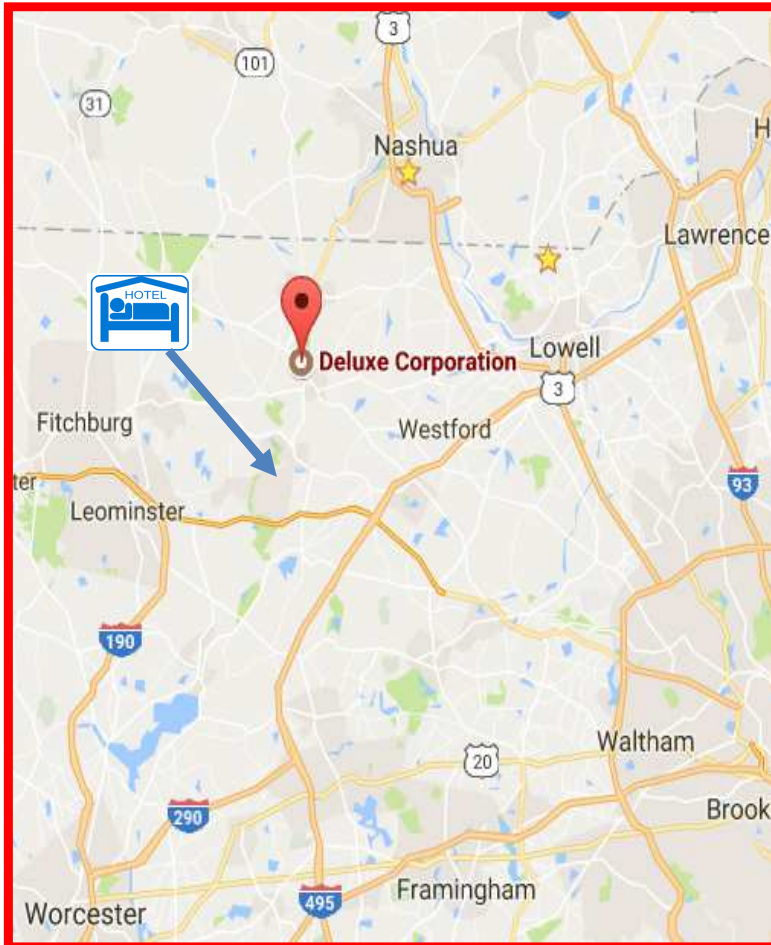 3
101
31
H
Nashua
Lawrence
HOTEL
Deluxe Corporation
Lowell
3
Fitchburg
Westford
ter
93
Leominster
190
Waltham
20
290
Brook
495
Framingham
Worcester